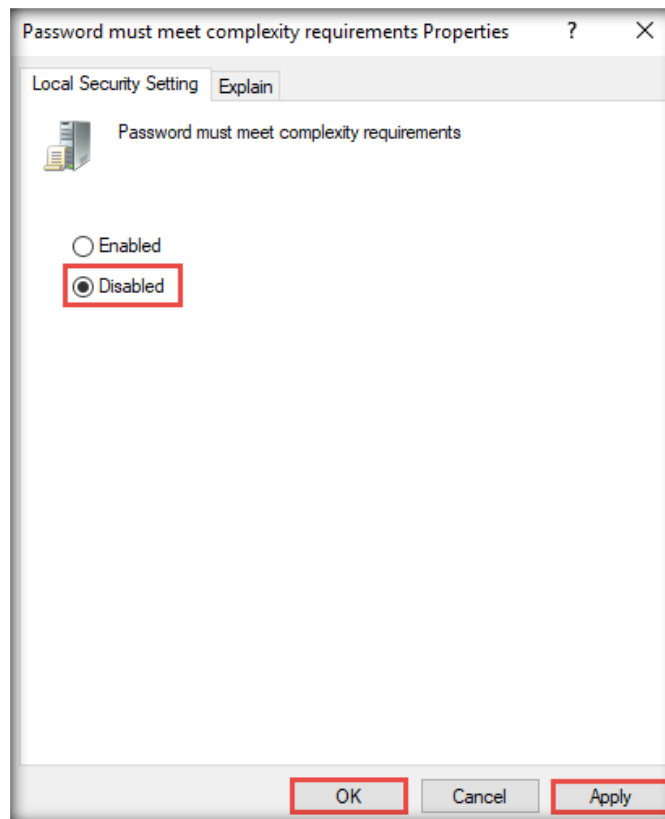 Password must meet complexity requirements Properties ?
Local Security Setting Explain
Password must meet complexity requirements
Enabled
Disabled
OK Cancel Apply